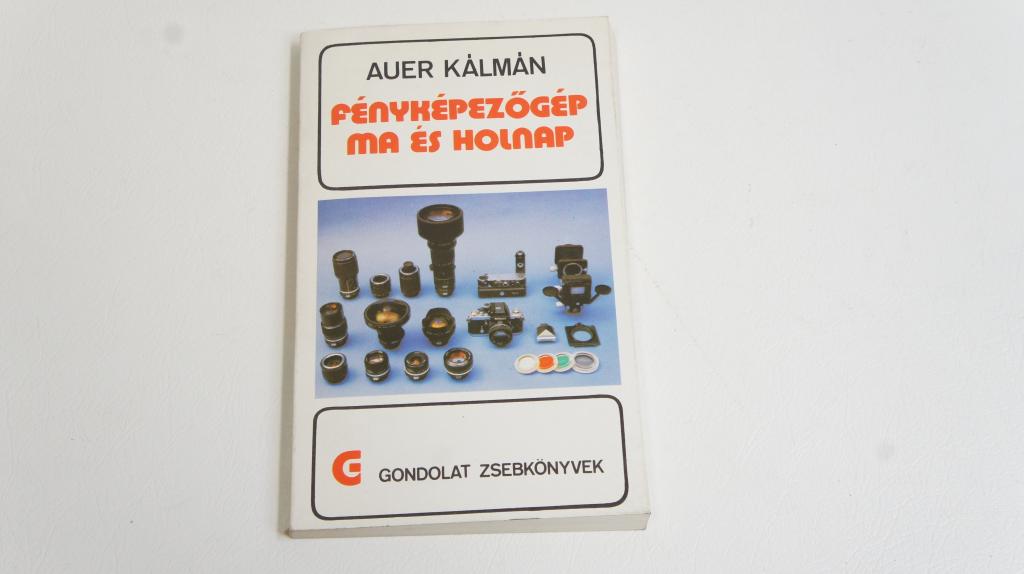 AUER KÁLMÁN
FÉNYKÉPEZŐGÉP
MA ÉS HOLNAP
G GONDOLAT ZSEBKÖNYVEK